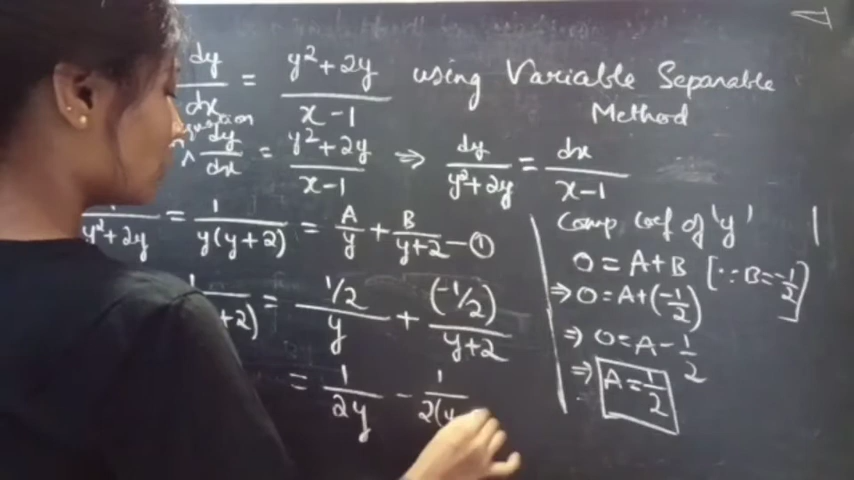 dy/dx = y²+2y / x-1 using Variable Separable
Method
equation
dy/dx = y²+2y / x-1 ⇒ dy / y²+2y = dx / x-1
/ y²+2y = 1 / y(y+2) = A/y + B/y+2 – ①
+2) = 1/2 / y + (-1/2) / y+2
= 1/2y - 1/2(y
Comp Coef of 'y'
0 = A+B [∵ B=-1/2]
⇒ 0 = A+(-1/2)
⇒ 0 = A - 1/2
⇒ A = 1/2